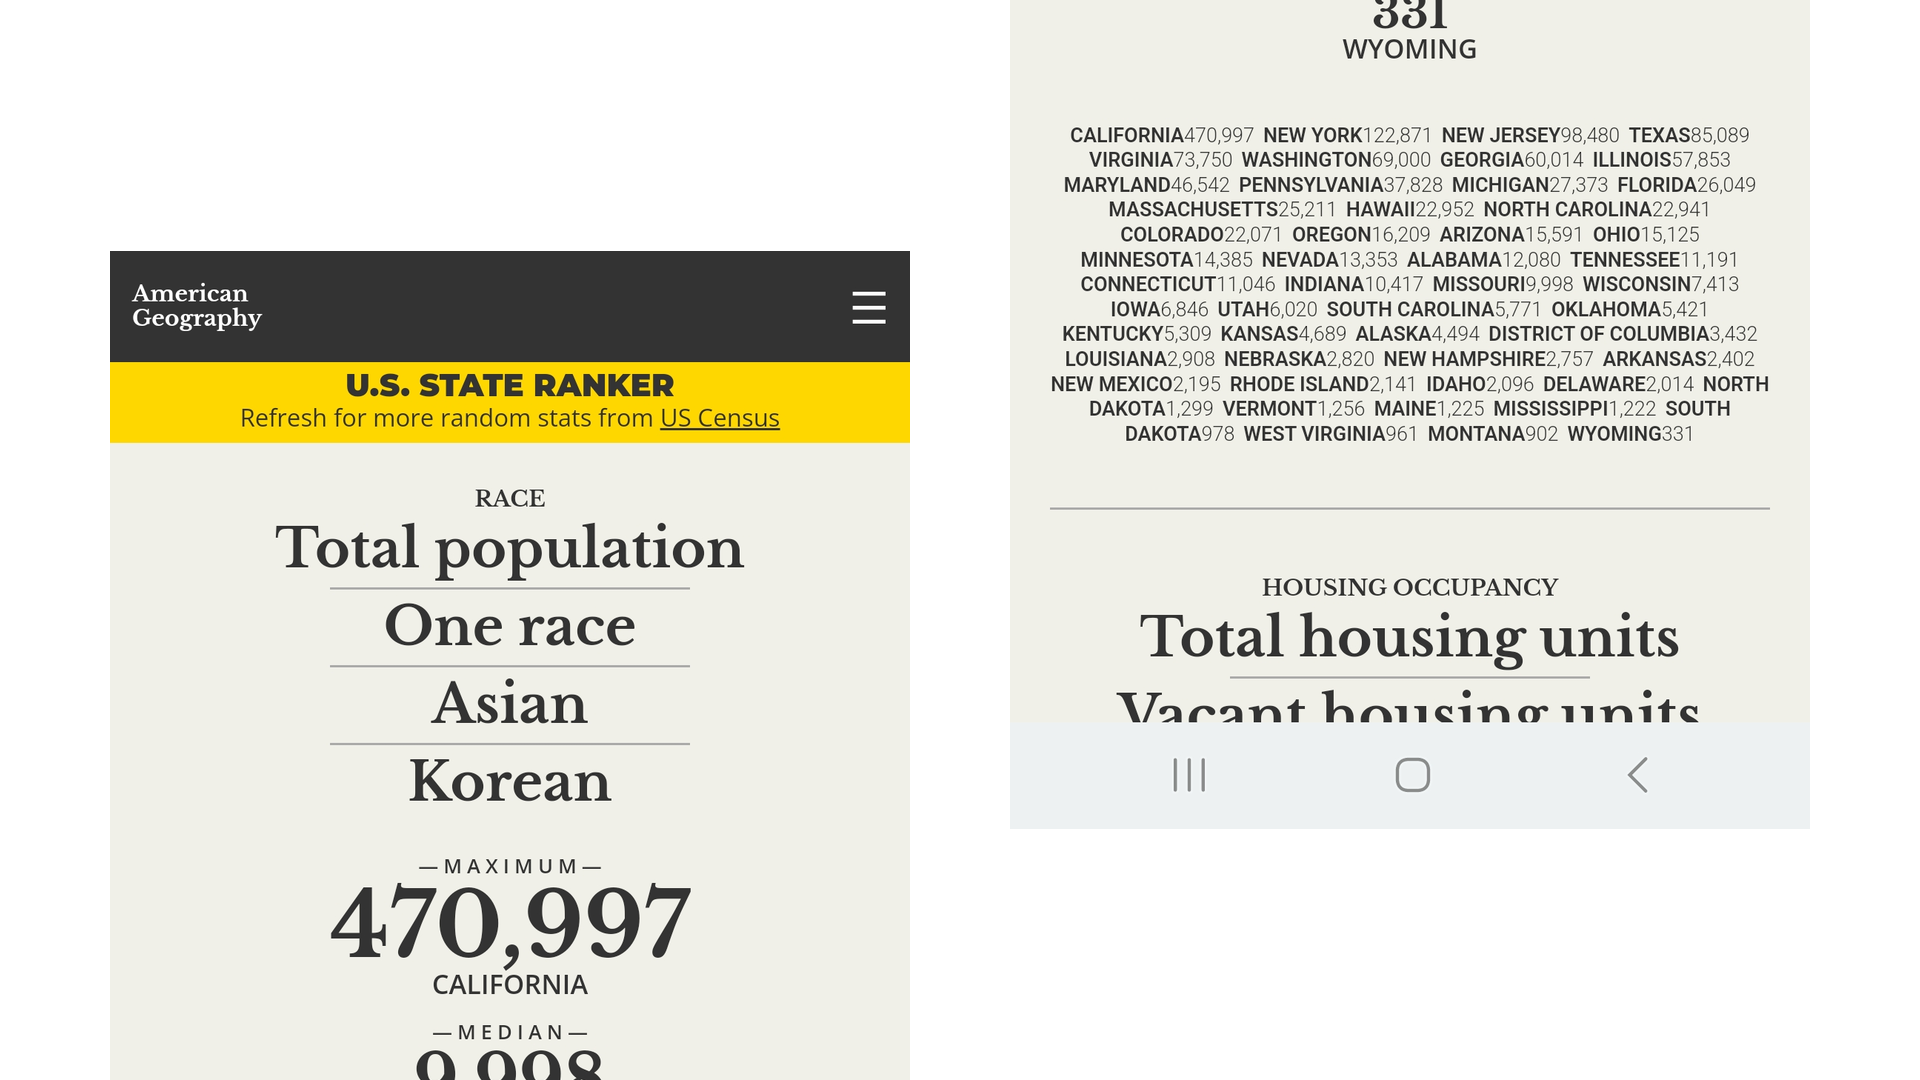 American
Geography
U.S. STATE RANKER
Refresh for more random stats from US Census
RACE
Total population
One race
Asian
Korean
—MAXIMUM—
470,997
CALIFORNIA
—MEDIAN—
9,998
331
WYOMING
CALIFORNIA470,997 NEW YORK122,871 NEW JERSEY98,480 TEXAS85,089
VIRGINIA73,750 WASHINGTON69,000 GEORGIA60,014 ILLINOIS57,853
MARYLAND46,542 PENNSYLVANIA37,828 MICHIGAN27,373 FLORIDA26,049
MASSACHUSETTS25,211 HAWAII22,952 NORTH CAROLINA22,941
COLORADO22,071 OREGON16,209 ARIZONA15,591 OHIO15,125
MINNESOTA14,385 NEVADA13,353 ALABAMA12,080 TENNESSEE11,191
CONNECTICUT11,046 INDIANA10,417 MISSOURI9,998 WISCONSIN7,413
IOWA6,846 UTAH6,020 SOUTH CAROLINA5,771 OKLAHOMA5,421
KENTUCKY5,309 KANSAS4,689 ALASKA4,494 DISTRICT OF COLUMBIA3,432
LOUISIANA2,908 NEBRASKA2,820 NEW HAMPSHIRE2,757 ARKANSAS2,402
NEW MEXICO2,195 RHODE ISLAND2,141 IDAHO2,096 DELAWARE2,014 NORTH
DAKOTA1,299 VERMONT1,256 MAINE1,225 MISSISSIPPI1,222 SOUTH
DAKOTA978 WEST VIRGINIA961 MONTANA902 WYOMING331
HOUSING OCCUPANCY
Total housing units
Vacant housing units